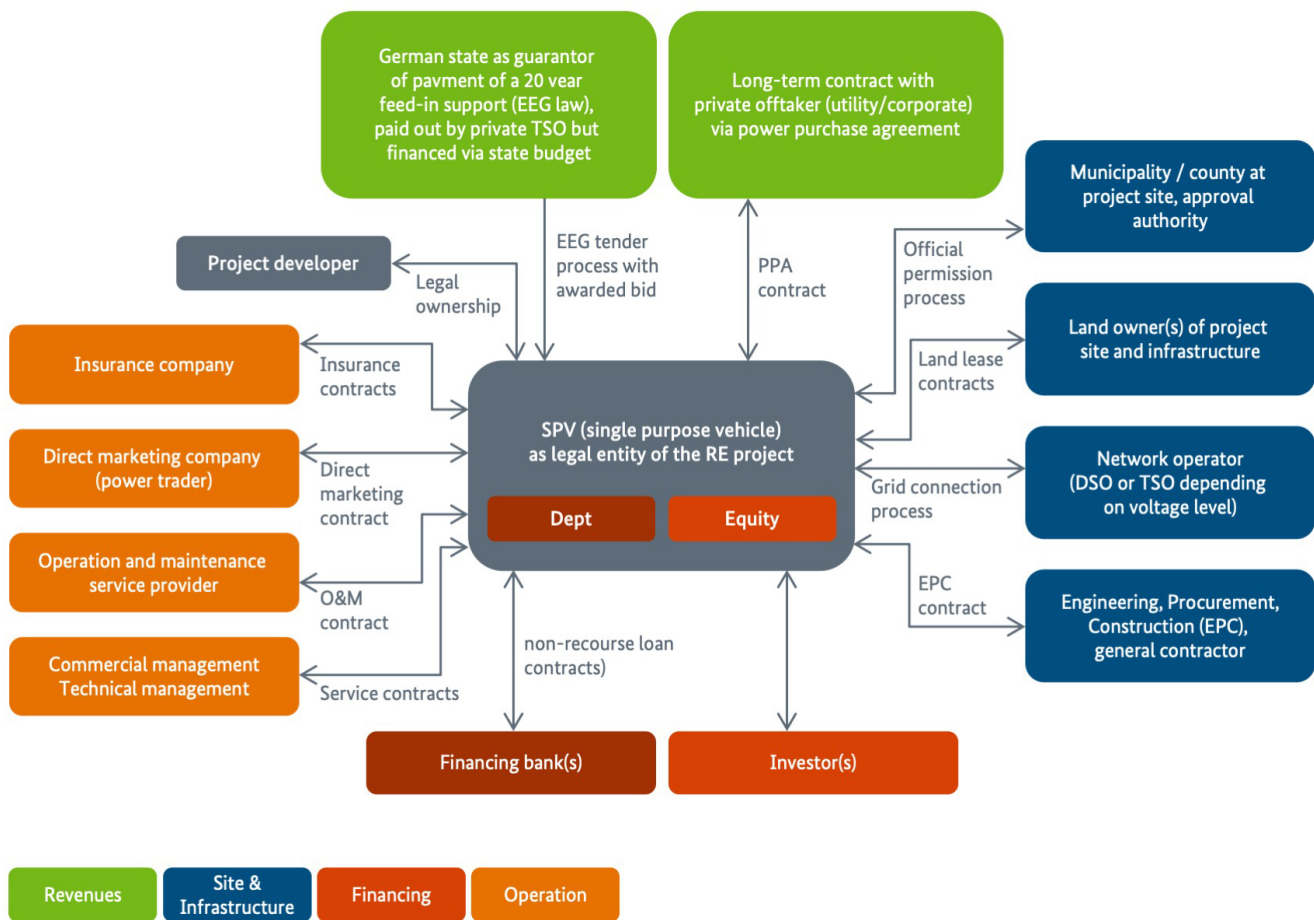 German state as guarantor
of pavment of a 20 vear
feed-in support (EEG law),
paid out by private TSO but
financed via state budget
Long-term contract with
private offtaker (utility/corporate)
via power purchase agreement
Municipality / county at
project site, approval
authority
Project developer
Legal
ownership
EEG tender
process with
awarded bid
PPA
contract
Official
permission
process
Insurance company
Insurance
contracts
Land lease
contracts
Land owner(s) of project
site and infrastructure
SPV (single purpose vehicle)
as legal entity of the RE project
Dept
Equity
Direct marketing company
(power trader)
Direct
marketing
contract
Grid connection
process
Network operator
(DSO or TSO depending
on voltage level)
Operation and maintenance
service provider
O&M
contract
EPC
contract
Engineering, Procurement,
Construction (EPC),
general contractor
Commercial management
Technical management
Service contracts
non-recourse loan
contracts)
Financing bank(s)
Investor(s)
Revenues
Site &
Infrastructure
Financing
Operation